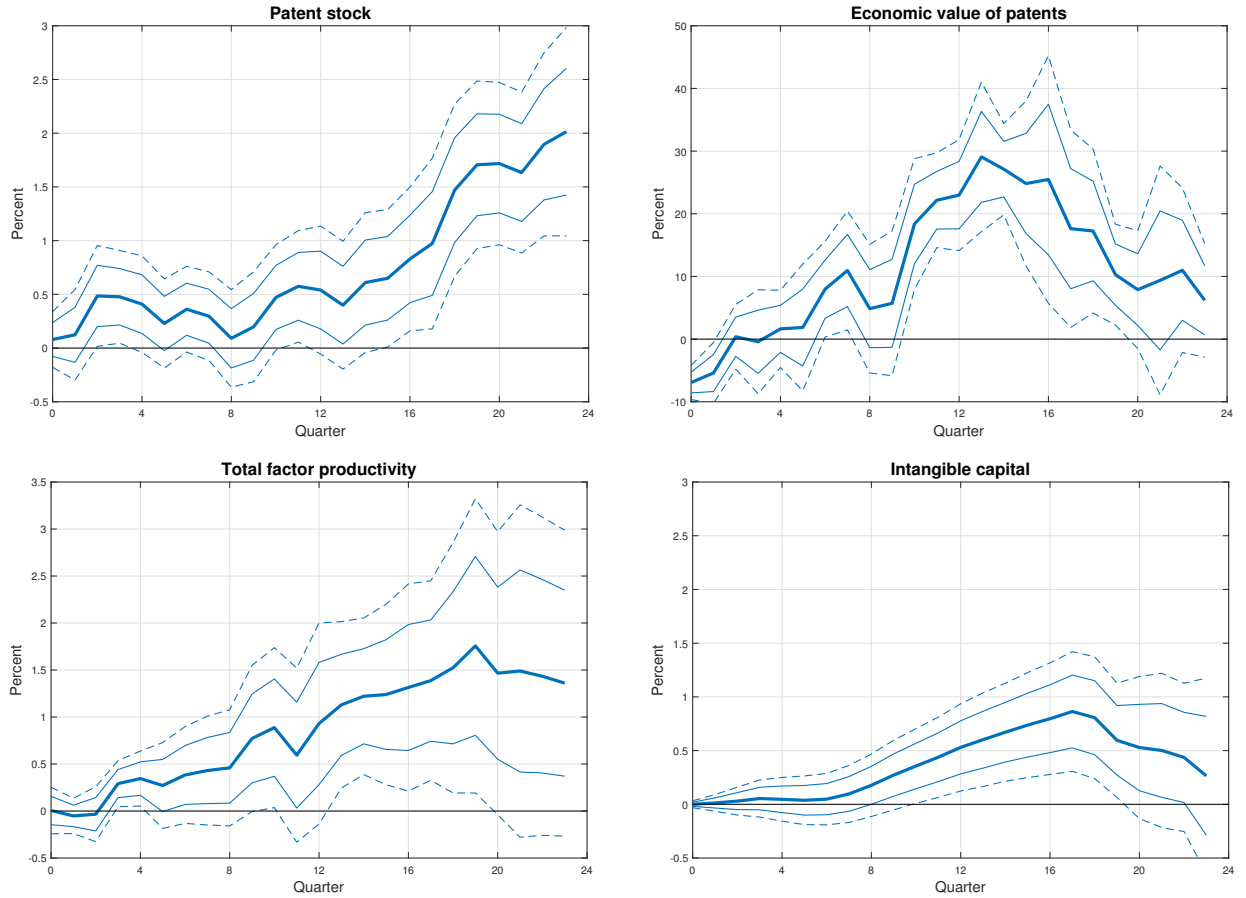 Patent stock
3
2.5
2
1.5
1
0.5
0
-0.5
Percent
0 4 8 12 16 20 24
Quarter
Economic value of patents
50
40
30
20
10
0
-10
Percent
0 4 8 12 16 20 24
Quarter
Total factor productivity
3.5
3
2.5
2
1.5
1
0.5
0
-0.5
Percent
0 4 8 12 16 20 24
Quarter
Intangible capital
3
2.5
2
1.5
1
0.5
0
-0.5
Percent
0 4 8 12 16 20 24
Quarter